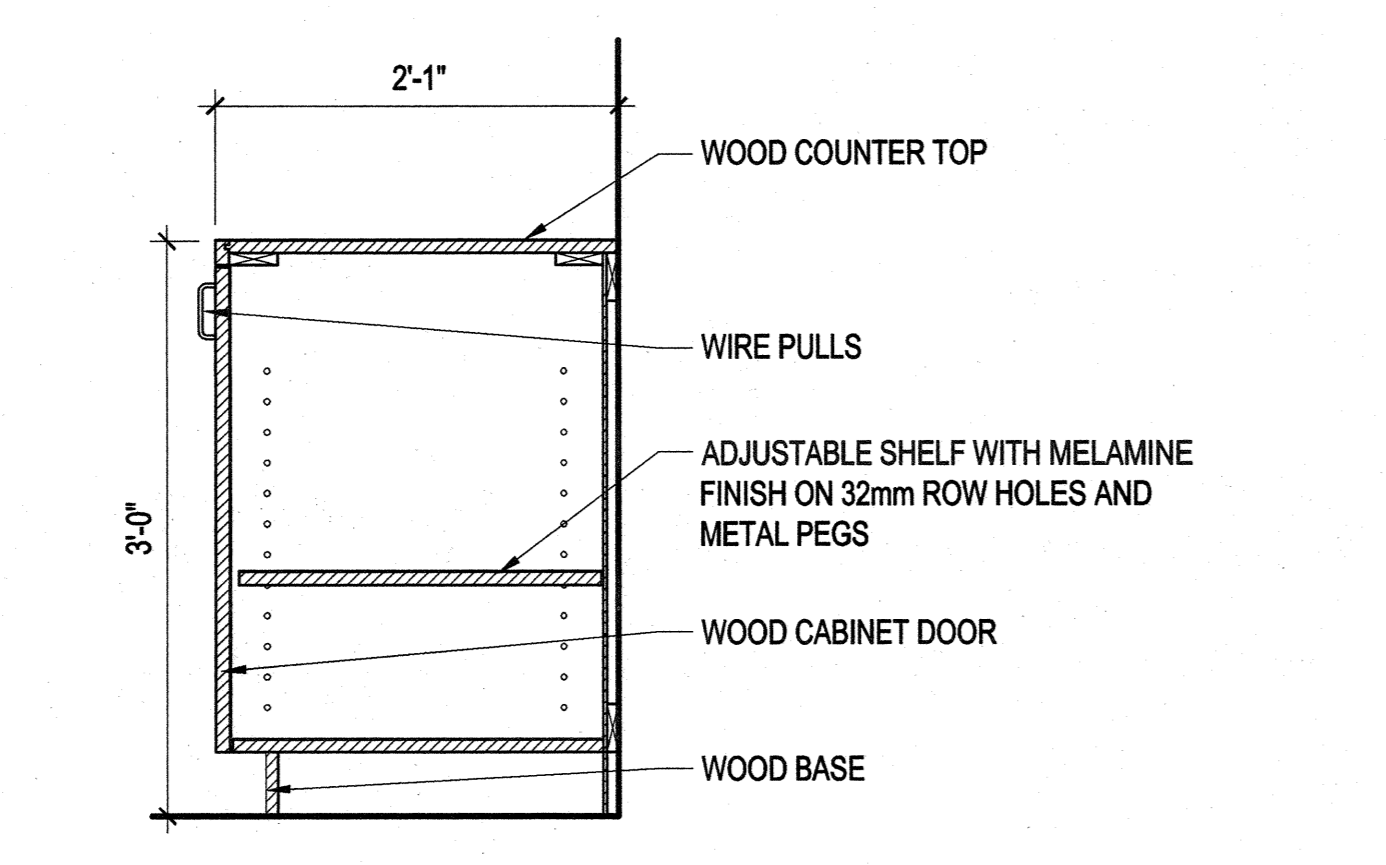 2'-1"
WOOD COUNTER TOP
WIRE PULLS
ADJUSTABLE SHELF WITH MELAMINE
FINISH ON 32mm ROW HOLES AND
METAL PEGS
3'-0"
WOOD CABINET DOOR
WOOD BASE